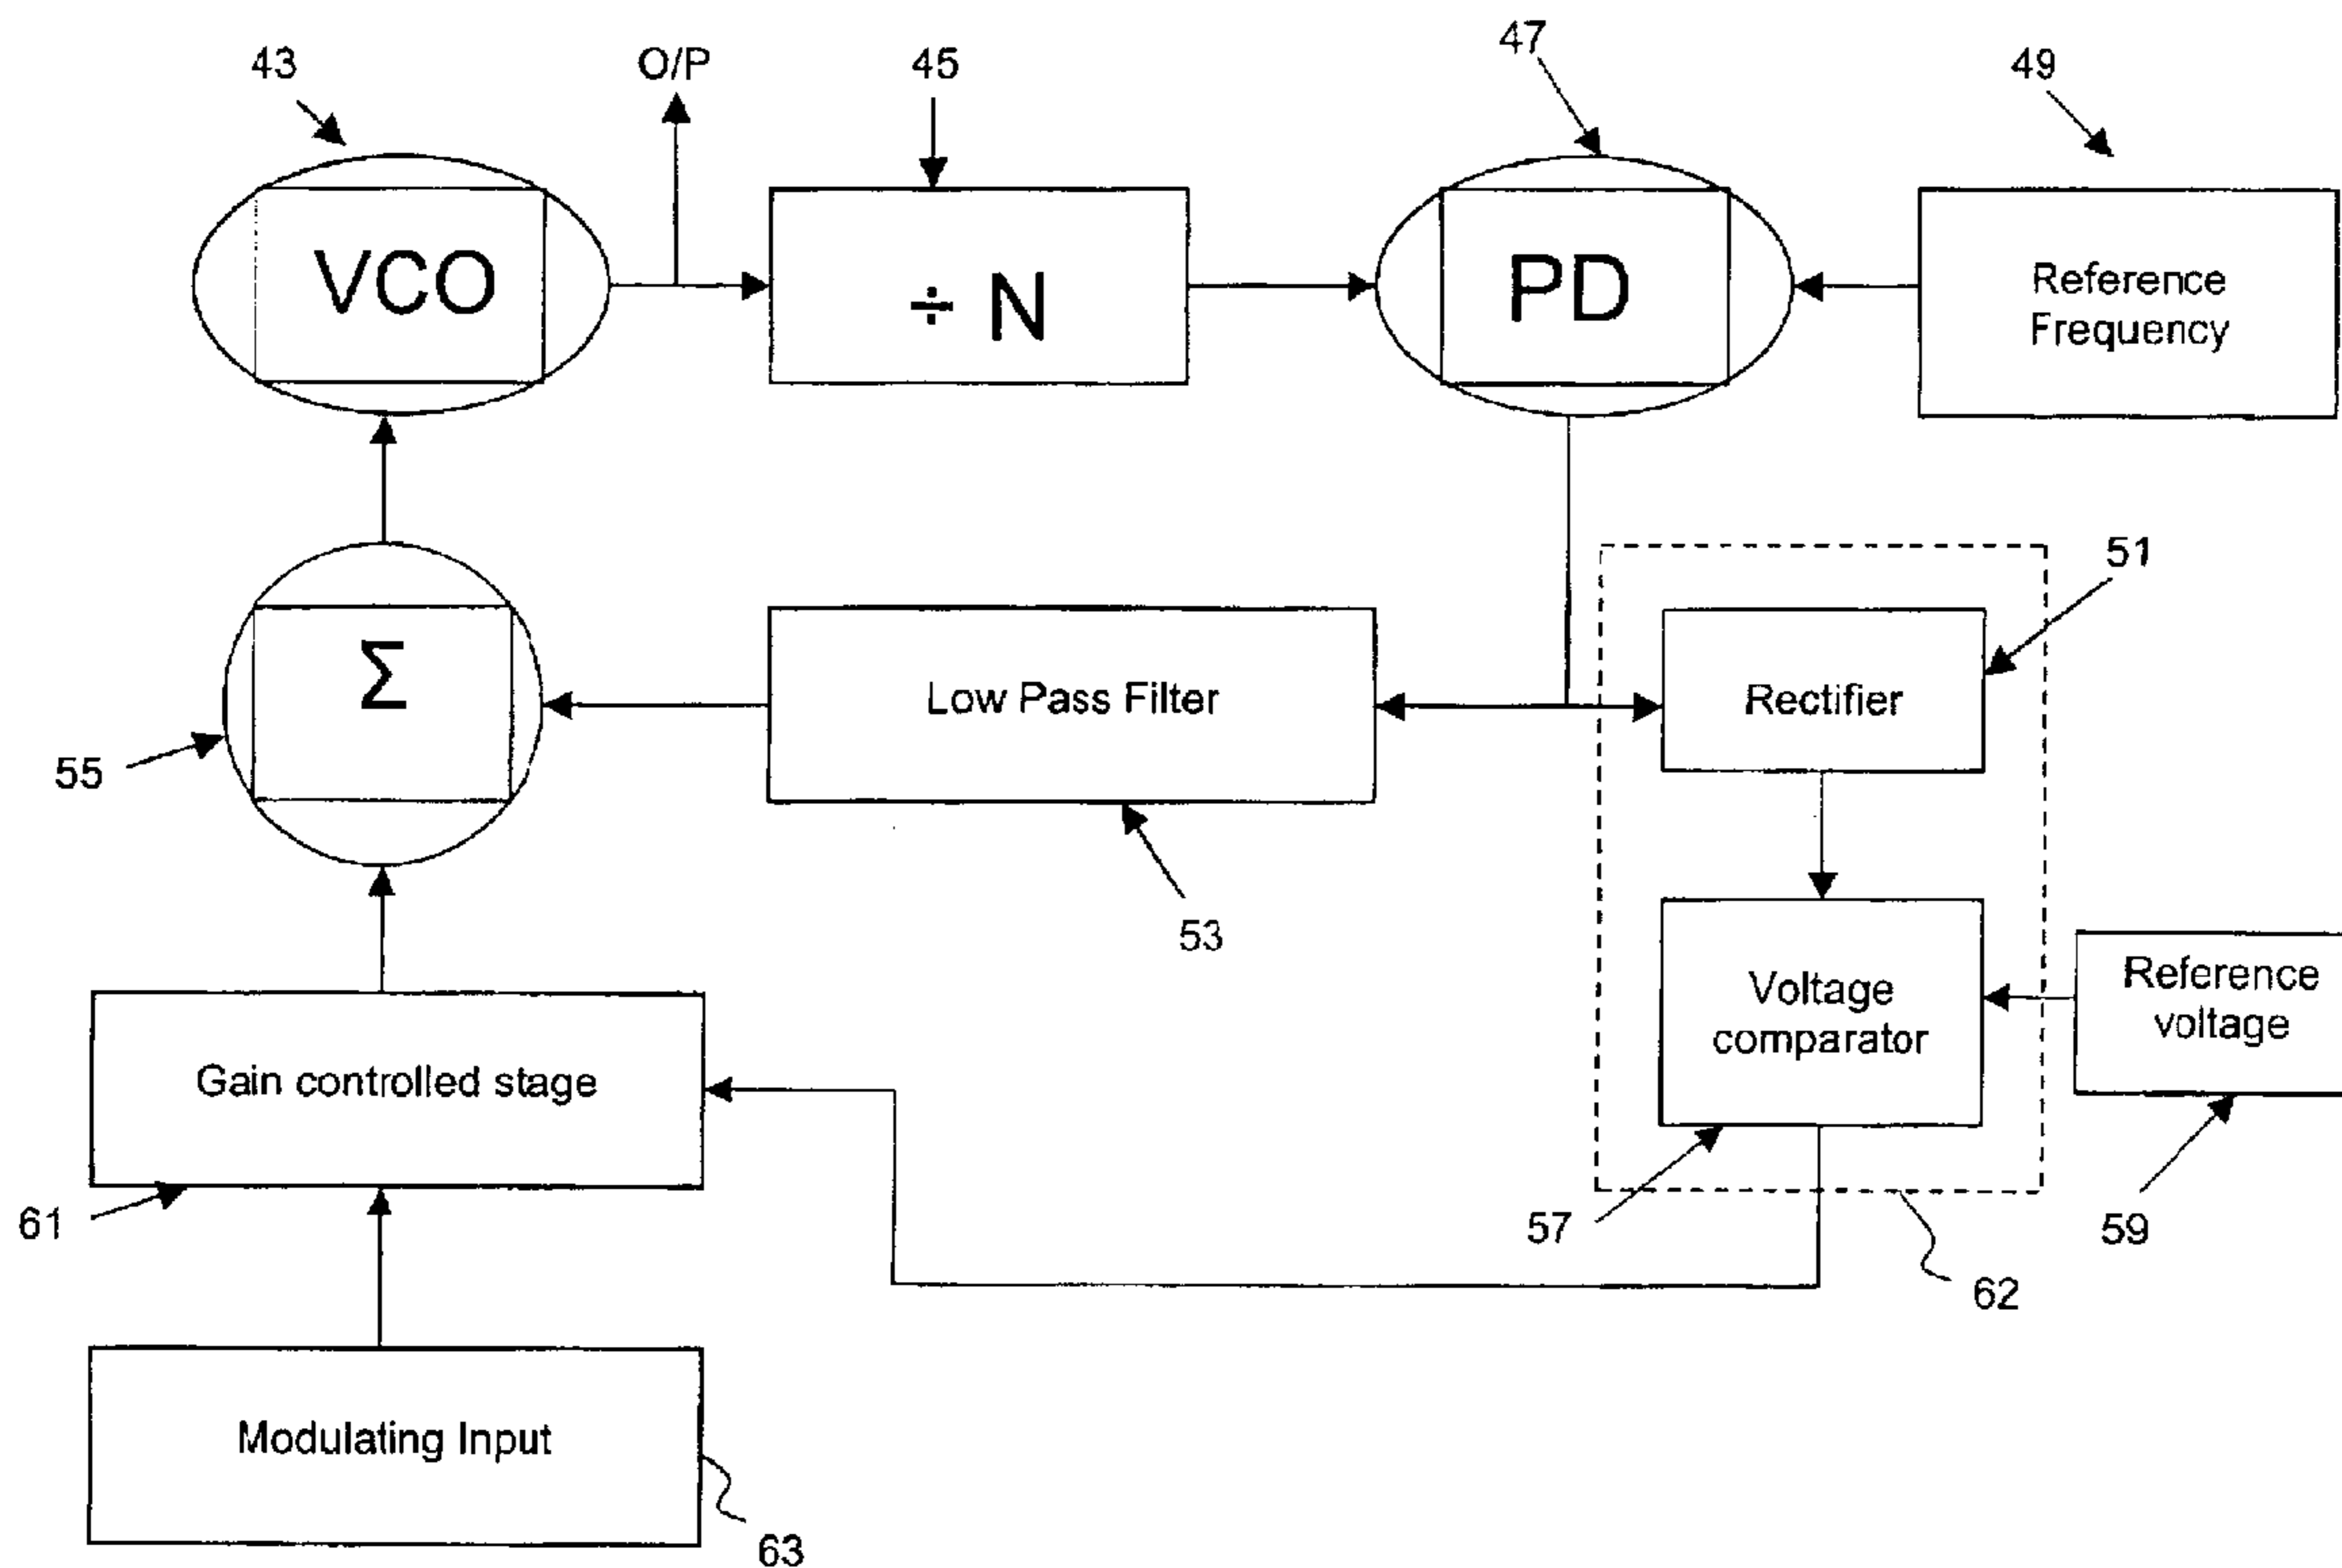 43
O/P
45
47
49
VCO
÷ N
PD
Reference
Frequency
51
Σ
Low Pass Filter
Rectifier
55
53
Voltage
comparator
Reference
voltage
Gain controlled stage
61
57
59
62
Modulating Input
63